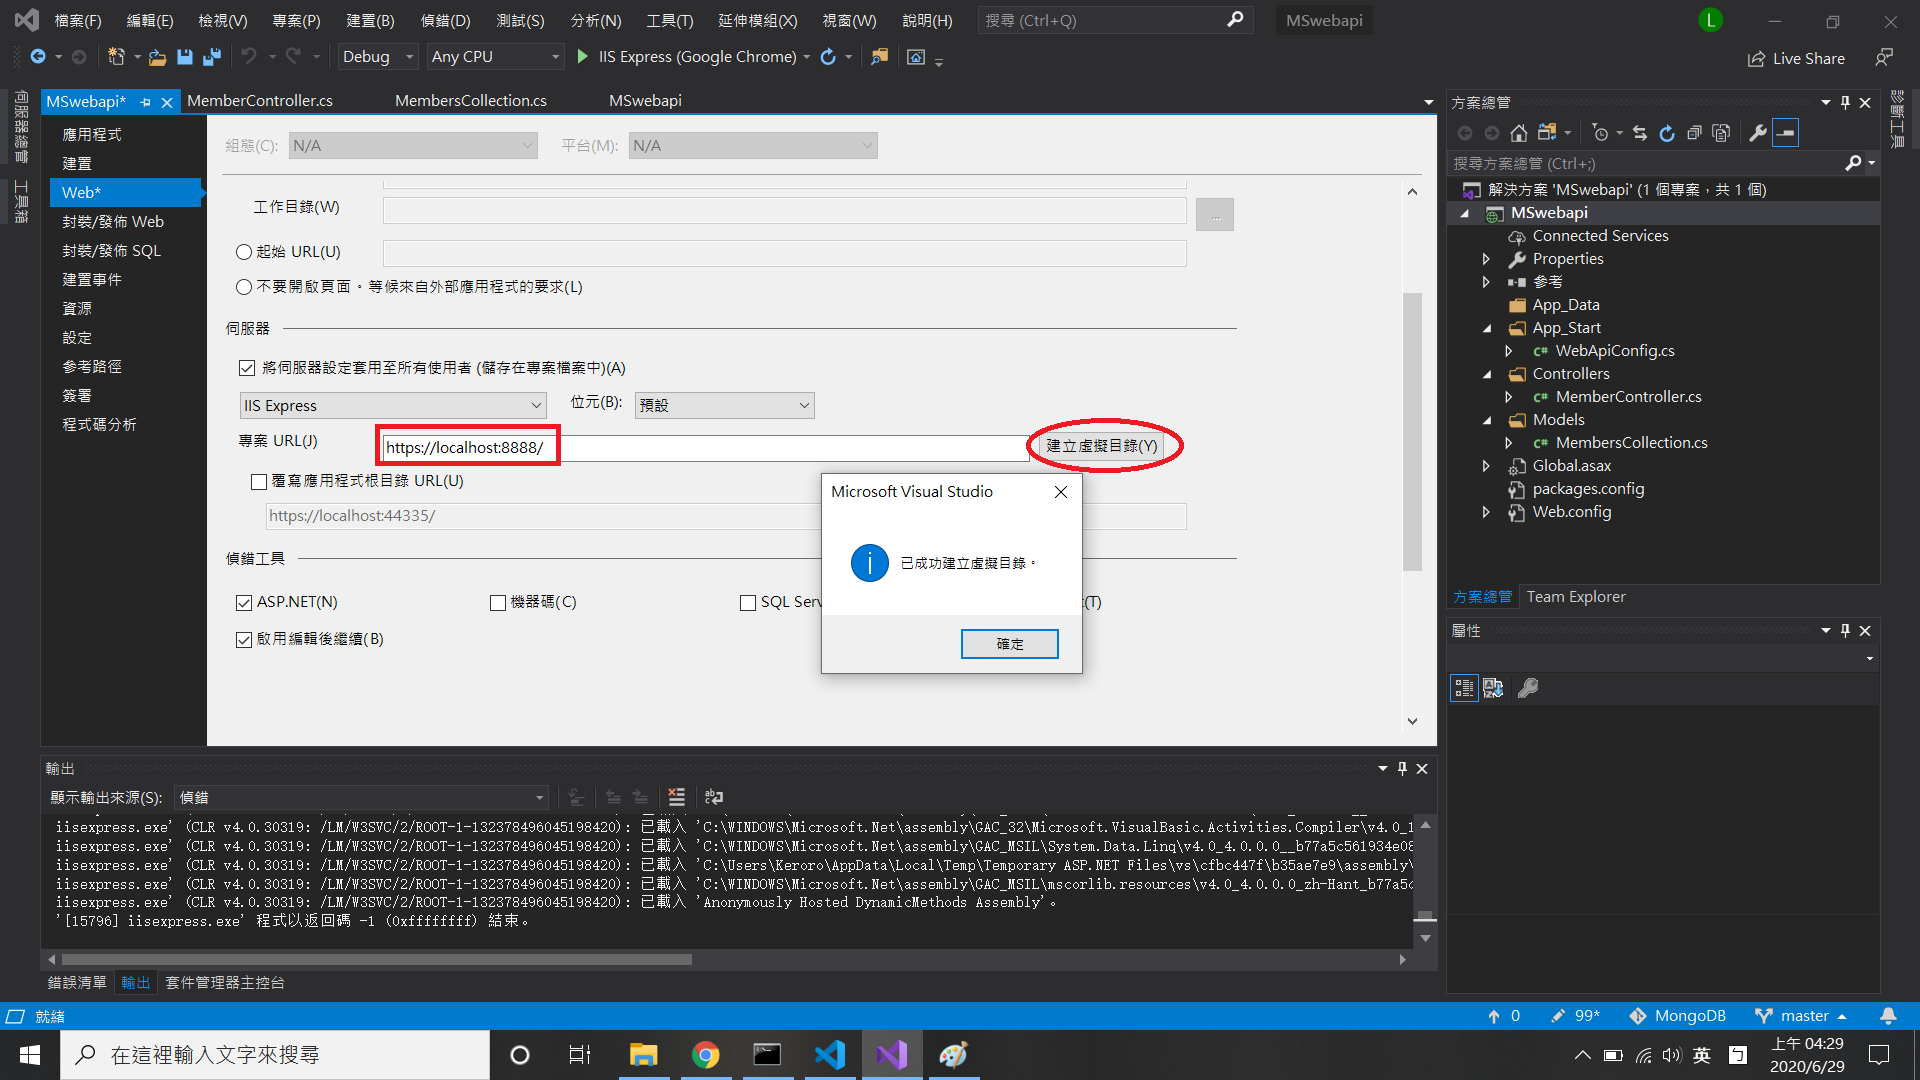 檔案(F) 編輯(E) 檢視(V) 專案(P) 建置(B) 偵錯(D) 測試(S) 分析(N) 工具(T) 延伸模組(X) 視窗(W) 說明(H) 搜尋 (Ctrl+Q) MSwebapi L
Debug Any CPU IIS Express (Google Chrome) Live Share
伺服器總管
工具箱
MSwebapi* MemberController.cs MembersCollection.cs MSwebapi
應用程式
建置
Web*
封裝/發佈 Web
封裝/發佈 SQL
建置事件
資源
設定
參考路徑
簽署
程式碼分析
組態(C): N/A 平台(M): N/A
工作目錄(W) ...
起始 URL(U)
不要開啟頁面。等候來自外部應用程式的要求(L)
伺服器
將伺服器設定套用至所有使用者 (儲存在專案檔案中)(A)
IIS Express 位元(B): 預設
專案 URL(J) https://localhost:8888/ 建立虛擬目錄(Y)
覆寫應用程式根目錄 URL(U)
https://localhost:44335/
偵錯工具
ASP.NET(N) 機器碼(C) SQL Serv (T)
啟用編輯後繼續(B)
Microsoft Visual Studio
已成功建立虛擬目錄。
確定
方案總管
搜尋方案總管 (Ctrl+;)
解決方案 'MSwebapi' (1 個專案，共 1 個)
MSwebapi
Connected Services
Properties
參考
App_Data
App_Start
C# WebApiConfig.cs
Controllers
C# MemberController.cs
Models
C# MembersCollection.cs
Global.asax
packages.config
Web.config
方案總管 Team Explorer
屬性
診斷工具
輸出
顯示輸出來源(S): 偵錯
iisexpress.exe' (CLR v4.0.30319: /LM/W3SVC/2/ROOT-1-132378496045198420): 已載入 'C:\WINDOWS\Microsoft.Net\assembly\GAC_32\Microsoft.VisualBasic.Activities.Compiler\v4.0_1
iisexpress.exe' (CLR v4.0.30319: /LM/W3SVC/2/ROOT-1-132378496045198420): 已載入 'C:\WINDOWS\Microsoft.Net\assembly\GAC_MSIL\System.Data.Linq\v4.0_4.0.0.0__b77a5c561934e08
iisexpress.exe' (CLR v4.0.30319: /LM/W3SVC/2/ROOT-1-132378496045198420): 已載入 'C:\Users\Keroro\AppData\Local\Temp\Temporary ASP.NET Files\vs\cfbc447f\b35ae7e9\assembly\
iisexpress.exe' (CLR v4.0.30319: /LM/W3SVC/2/ROOT-1-132378496045198420): 已載入 'C:\WINDOWS\Microsoft.Net\assembly\GAC_MSIL\mscorlib.resources\v4.0_4.0.0.0_zh-Hant_b77a5c
iisexpress.exe' (CLR v4.0.30319: /LM/W3SVC/2/ROOT-1-132378496045198420): 已載入 'Anonymously Hosted DynamicMethods Assembly'。
'[15796] iisexpress.exe' 程式以返回碼 -1 (0xffffffff) 結束。
錯誤清單 輸出 套件管理器主控台
就緒 0 99* MongoDB master
在這裡輸入文字來搜尋 英 ㄅ 上午 04:29
2020/6/29